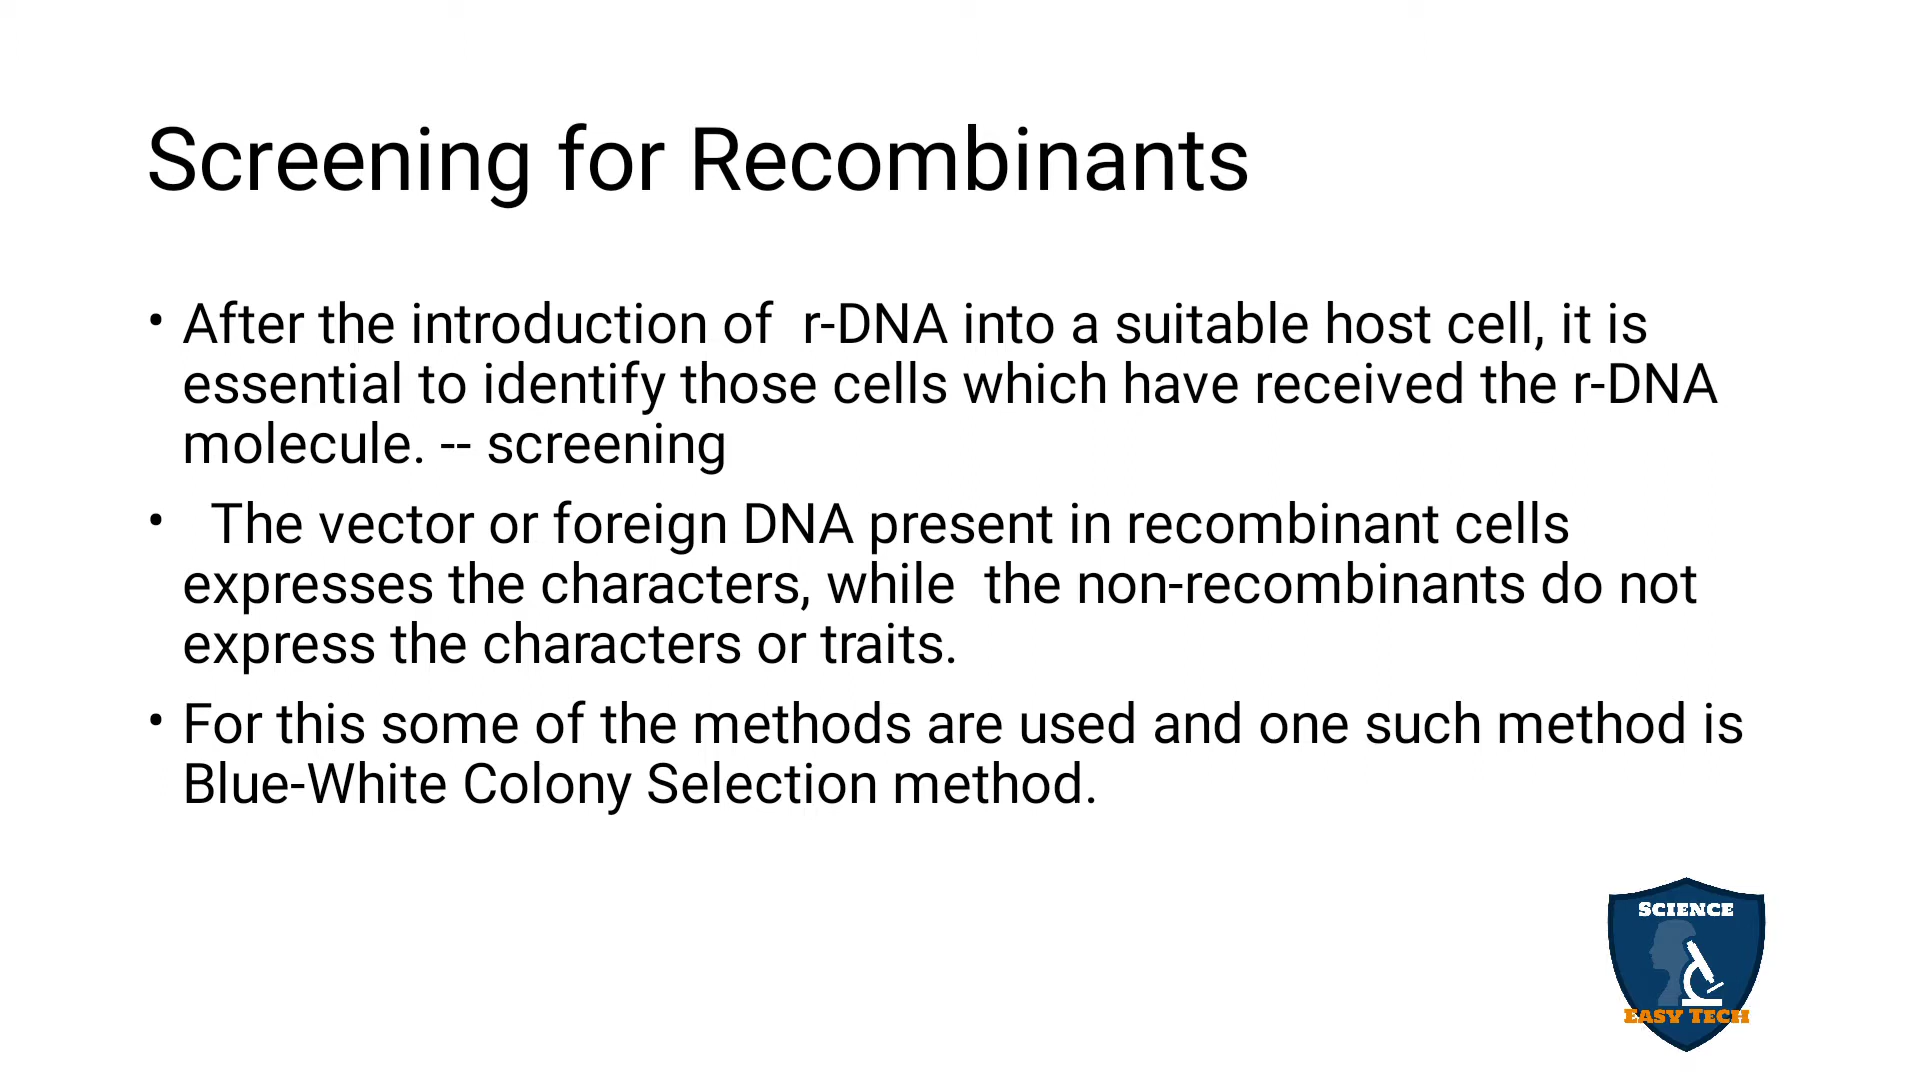 Screening for Recombinants
• After the introduction of  r-DNA into a suitable host cell, it is
essential to identify those cells which have received the r-DNA
molecule. -- screening
•   The vector or foreign DNA present in recombinant cells
expresses the characters, while  the non-recombinants do not
express the characters or traits.
• For this some of the methods are used and one such method is
Blue-White Colony Selection method.
SCIENCE
EASY TECH